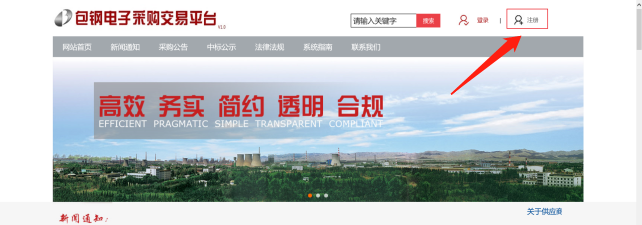 包钢电子采购交易平台 V1.0
请输入关键字 搜索 登录 | 注册
网站首页 新闻通知 采购公告 中标公示 法律法规 系统指南 联系我们
高效 务实 简约 透明 合规
EFFICIENT PRAGMATIC SIMPLE TRANSPARENT COMPLIANT
关于供应商
新闻通知: